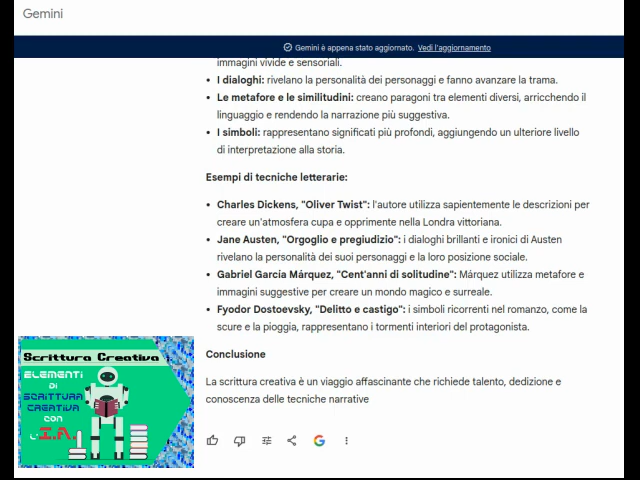 Gemini
Gemini è appena stato aggiornato. Vedi l'aggiornamento
immagini vivide e sensoriali.
• I dialoghi: rivelano la personalità dei personaggi e fanno avanzare la trama.
• Le metafore e le similitudini: creano paragoni tra elementi diversi, arricchendo il
linguaggio e rendendo la narrazione più suggestiva.
• I simboli: rappresentano significati più profondi, aggiungendo un ulteriore livello
di interpretazione alla storia.
Esempi di tecniche letterarie:
• Charles Dickens, "Oliver Twist": l'autore utilizza sapientemente le descrizioni per
creare un'atmosfera cupa e opprimente nella Londra vittoriana.
• Jane Austen, "Orgoglio e pregiudizio": i dialoghi brillanti e ironici di Austen
rivelano la personalità dei suoi personaggi e la loro posizione sociale.
• Gabriel García Márquez, "Cent'anni di solitudine": Márquez utilizza metafore e
immagini suggestive per creare un mondo magico e surreale.
• Fyodor Dostoevsky, "Delitto e castigo": i simboli ricorrenti nel romanzo, come la
scure e la pioggia, rappresentano i tormenti interiori del protagonista.
Conclusione
La scrittura creativa è un viaggio affascinante che richiede talento, dedizione e
conoscenza delle tecniche narrative
Scrittura Creativa
ELEMENTI
DI
SCRITTURA
CREATIVA
CON
L'I.A.